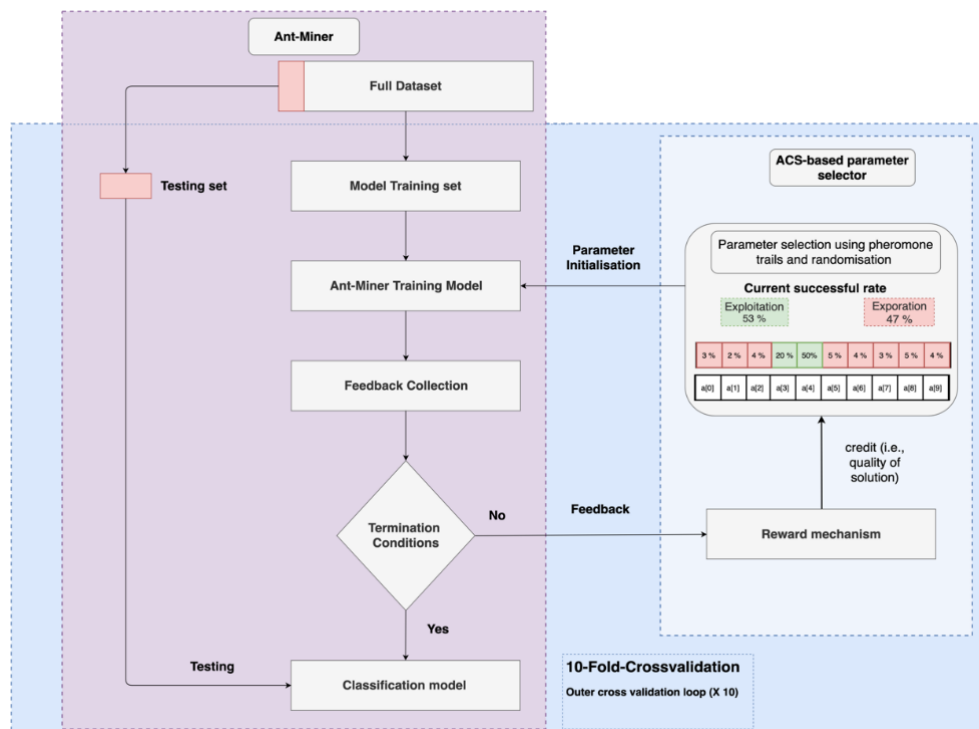 Ant-Miner
Full Dataset
Testing set
Model Training set
Ant-Miner Training Model
Feedback Collection
Termination
Conditions
No
Yes
Testing
Classification model
Parameter
Initialisation
Feedback
ACS-based parameter
selector
Parameter selection using pheromone
trails and randomisation
Current successful rate
Exploitation
53 %
Exporation
47 %
3 % 2 % 4 % 20 % 50% 5 % 4 % 3 % 5 % 4 %
a[0] a[1] a[2] a[3] a[4] a[5] a[6] a[7] a[8] a[9]
credit (i.e.,
quality of
solution)
Reward mechanism
10-Fold-Crossvalidation
Outer cross validation loop (X 10)